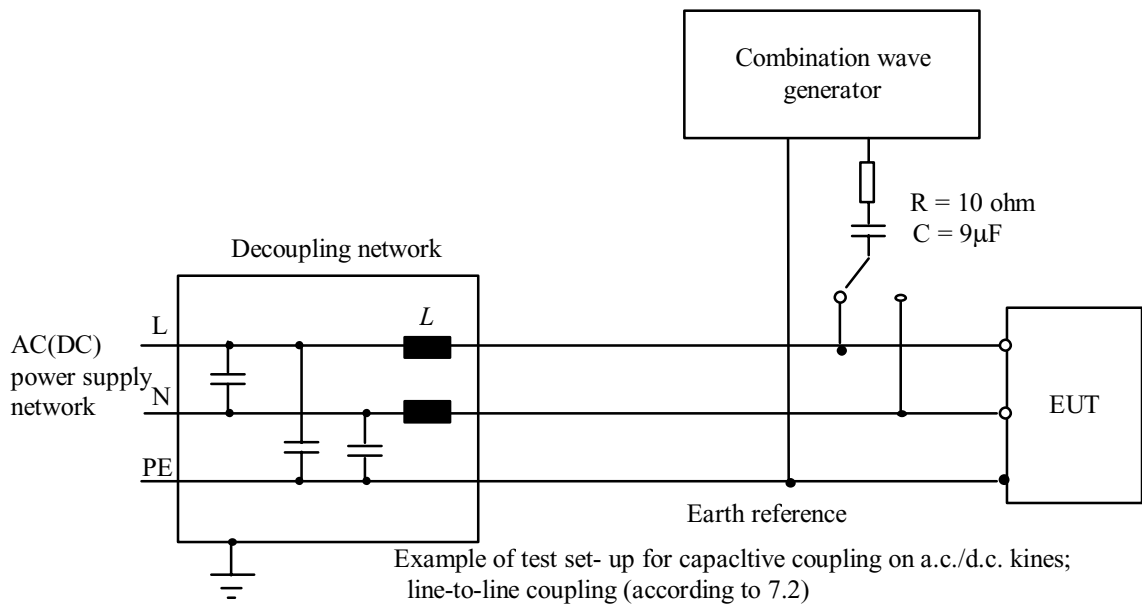 Combination wave
generator
R = 10 ohm
C = 9μF
Decoupling network
L
L
AC(DC)
power supply
network
N
EUT
PE
Earth reference
Example of test set- up for capacltive coupling on a.c./d.c. kines;
line-to-line coupling (according to 7.2)